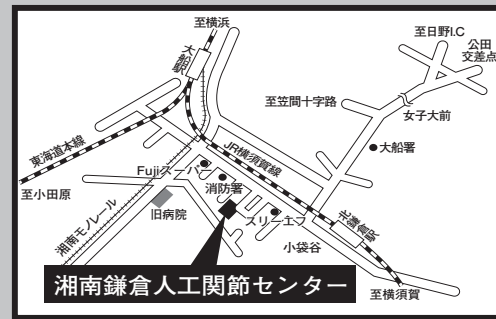 至横浜
大船駅
至日野I.C
公田
交差点
至笠間十字路
女子大前
東海道本線
JR横須賀線
大船署
Fujiスーパー
消防署
至小田原
旧病院
スリーエフ
北鎌倉駅
湘南モノレール
小袋谷
湘南鎌倉人工関節センター
至横須賀